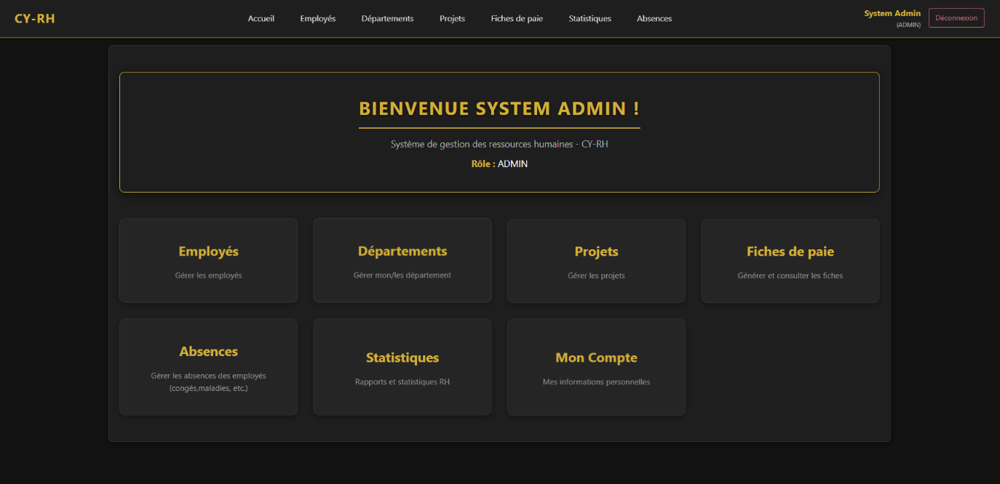 CY-RH
Accueil
Employés
Départements
Projets
Fiches de paie
Statistiques
Absences
System Admin
(ADMIN)
Déconnexion
BIENVENUE SYSTEM ADMIN !
Système de gestion des ressources humaines - CY-RH
Rôle : ADMIN
Employés
Gérer les employés
Départements
Gérer mon/les département
Projets
Gérer les projets
Fiches de paie
Générer et consulter les fiches
Absences
Gérer les absences des employés
(congés,maladies, etc.)
Statistiques
Rapports et statistiques RH
Mon Compte
Mes informations personnelles